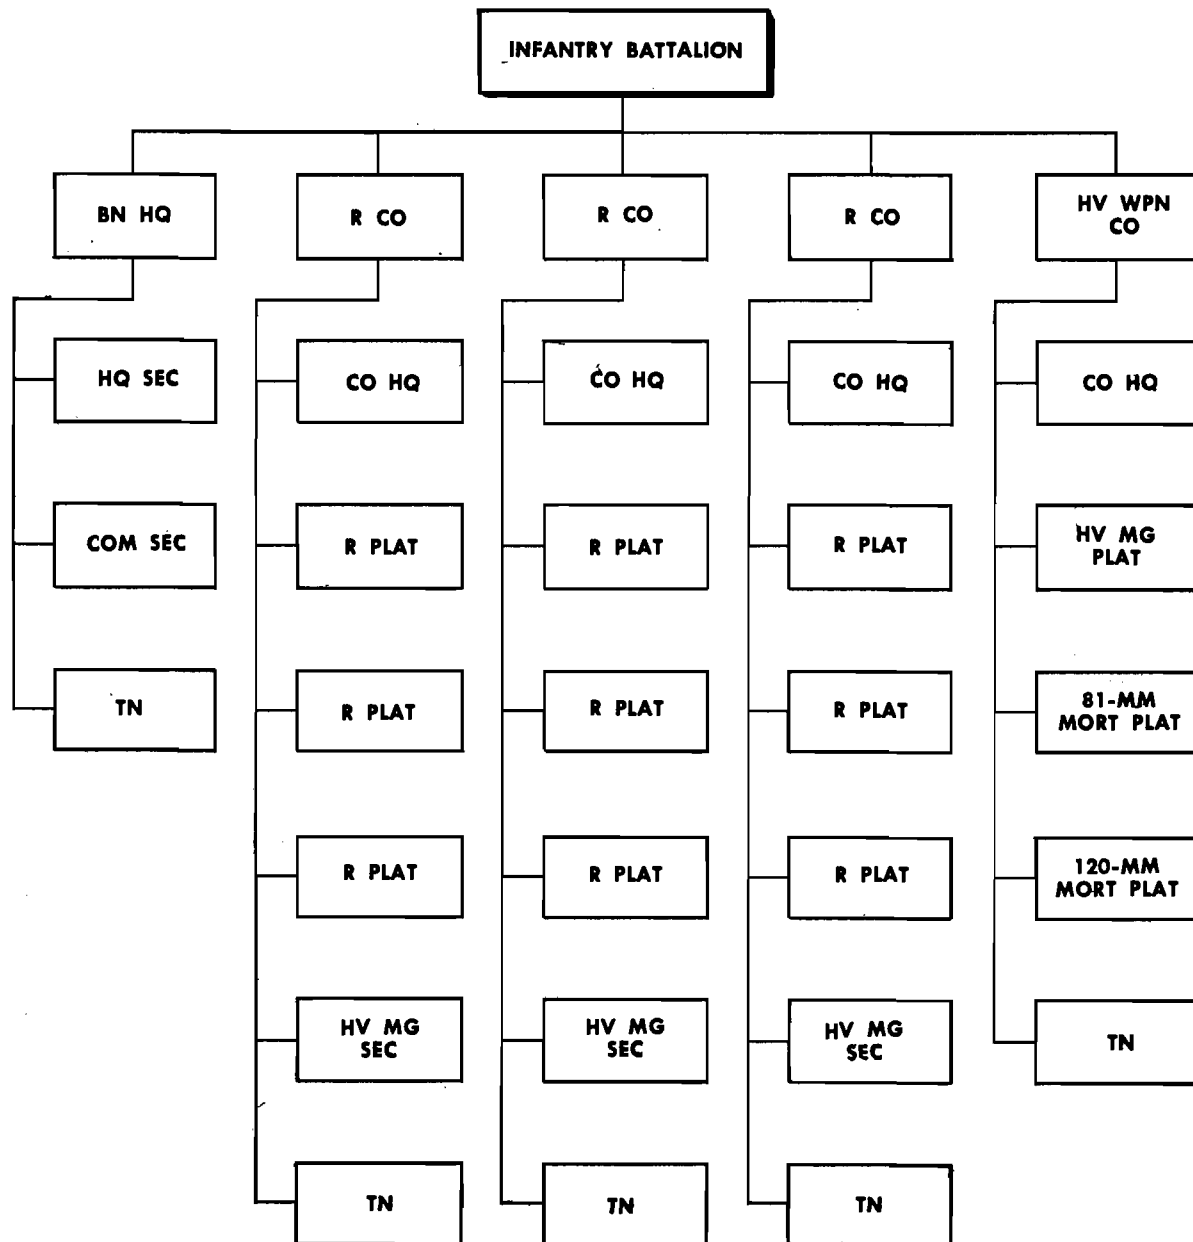 INFANTRY BATTALION
BN HQ
R CO
R CO
R CO
HV WPN
CO
HQ SEC
CO HQ
CO HQ
CO HQ
CO HQ
COM SEC
R PLAT
R PLAT
R PLAT
HV MG
PLAT
TN
R PLAT
R PLAT
R PLAT
81-MM
MORT PLAT
R PLAT
R PLAT
R PLAT
120-MM
MORT PLAT
HV MG
SEC
HV MG
SEC
HV MG
SEC
TN
TN
TN
TN